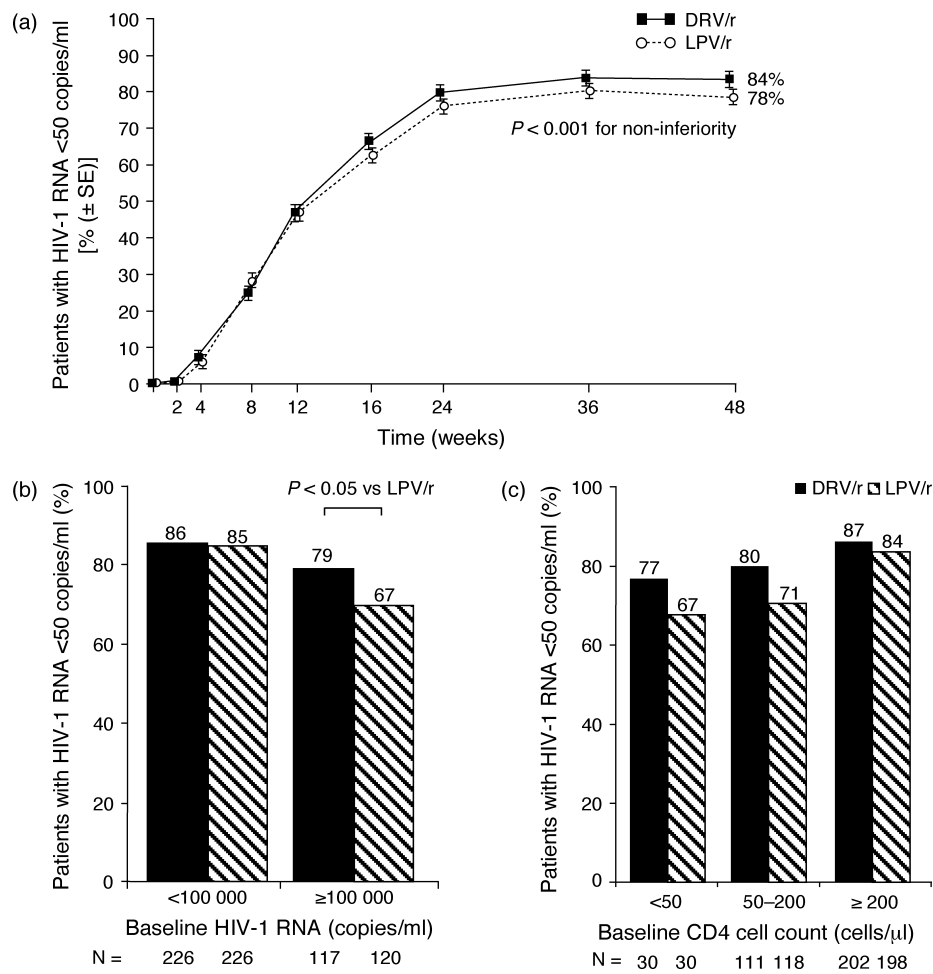 (a)
DRV/r
LPV/r
Patients with HIV-1 RNA <50 copies/ml
[% (± SE)]
100
90
80
70
60
50
40
30
20
10
0
84%
78%
P < 0.001 for non-inferiority
2 4 8 12 16 24 36 48
Time (weeks)
(b)
Patients with HIV-1 RNA <50 copies/ml (%)
P < 0.05 vs LPV/r
100
80
60
40
20
0
86 85 79 67
<100 000 ≥100 000
Baseline HIV-1 RNA (copies/ml)
N = 226 226 117 120
(c)
Patients with HIV-1 RNA <50 copies/ml (%)
DRV/r LPV/r
100
80
60
40
20
0
77 67 80 71 87 84
<50 50–200 ≥ 200
Baseline CD4 cell count (cells/µl)
N = 30 30 111 118 202 198